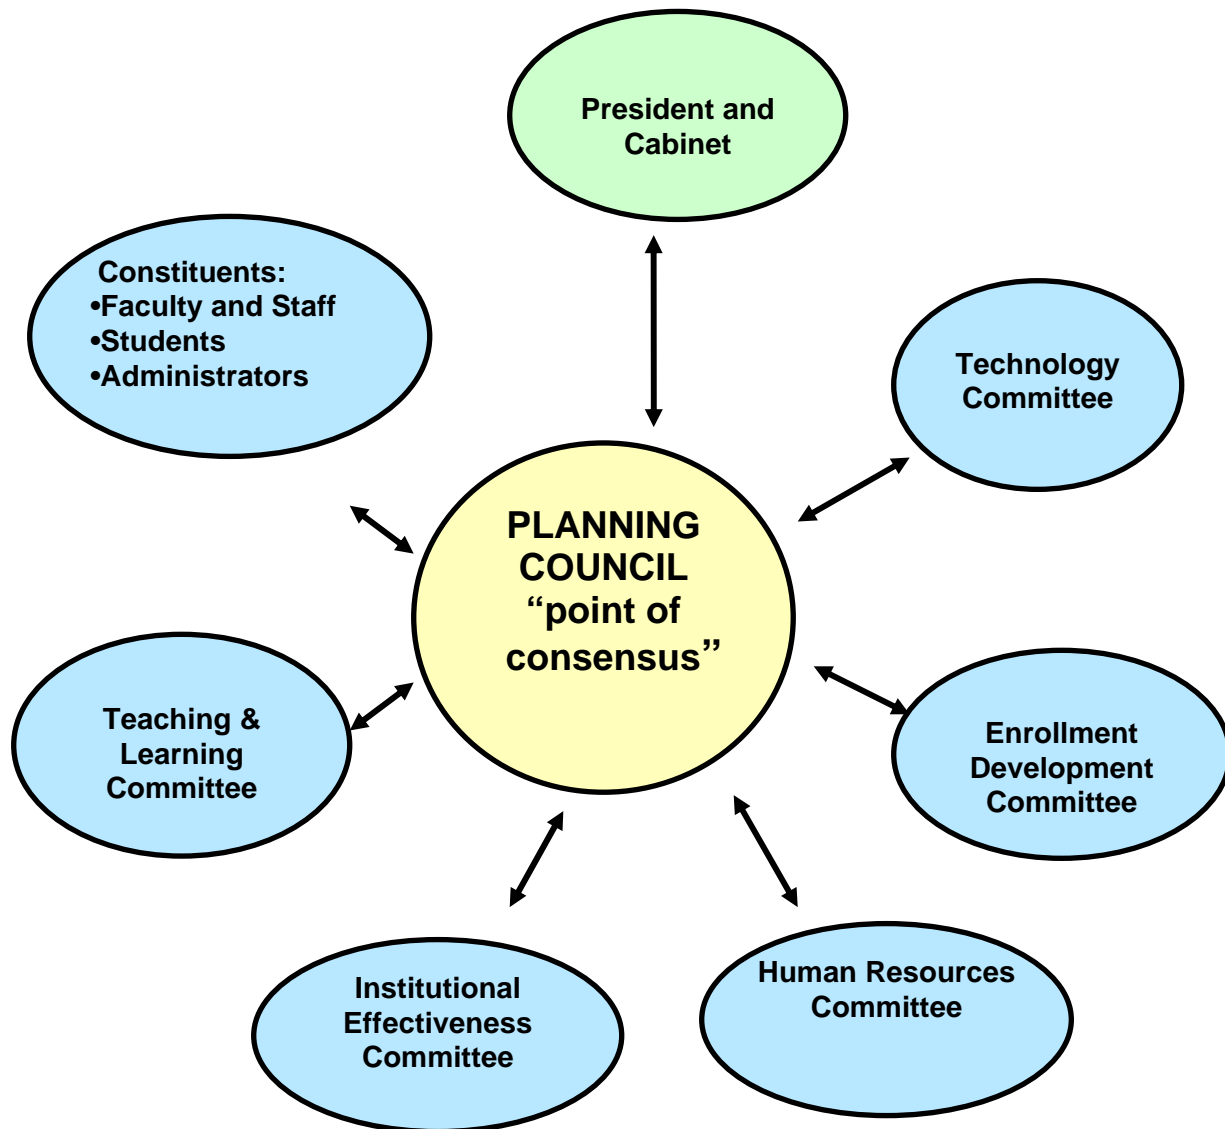 President and
Cabinet
Constituents:
•Faculty and Staff
•Students
•Administrators
Technology
Committee
PLANNING
COUNCIL
“point of
consensus”
Teaching &
Learning
Committee
Enrollment
Development
Committee
Institutional
Effectiveness
Committee
Human Resources
Committee